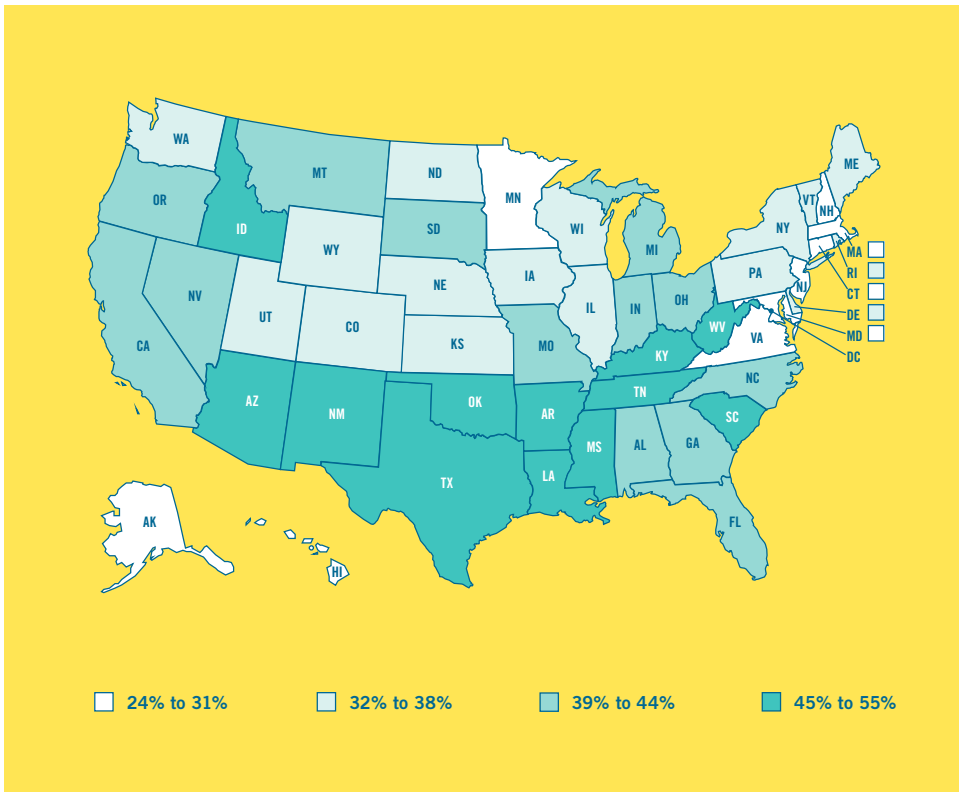 WA
MT
ND
MN
ME
OR
ID
SD
WI
VT
NH
NY
WY
MI
MA
NV
NE
IA
PA
RI
UT
CO
IL
IN
OH
NJ
CT
CA
KS
MO
WV
VA
DE
MD
KY
DC
AZ
NM
OK
AR
TN
NC
SC
TX
LA
MS
AL
GA
AK
FL
HI
24% to 31%
32% to 38%
39% to 44%
45% to 55%